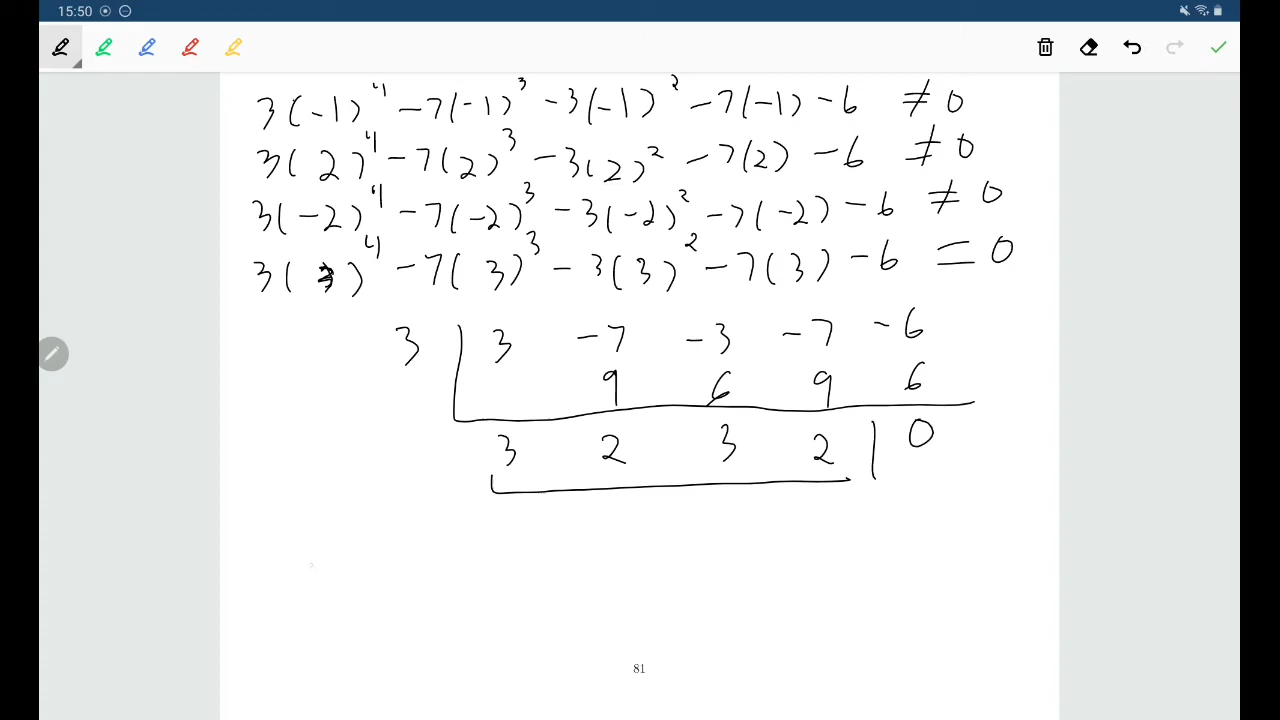 15:50
3(-1)⁴ -7(-1)³ -3(-1)² -7(-1) -6 ≠ 0
3(2)⁴ -7(2)³ -3(2)² -7(2) -6 ≠ 0
3(-2)⁴ -7(-2)³ -3(-2)² -7(-2) -6 ≠ 0
3(3)⁴ -7(3)³ -3(3)² -7(3) -6 = 0
3 | 3 -7 -3 -7 -6
9 6 9 6
3 2 3 2 | 0
81